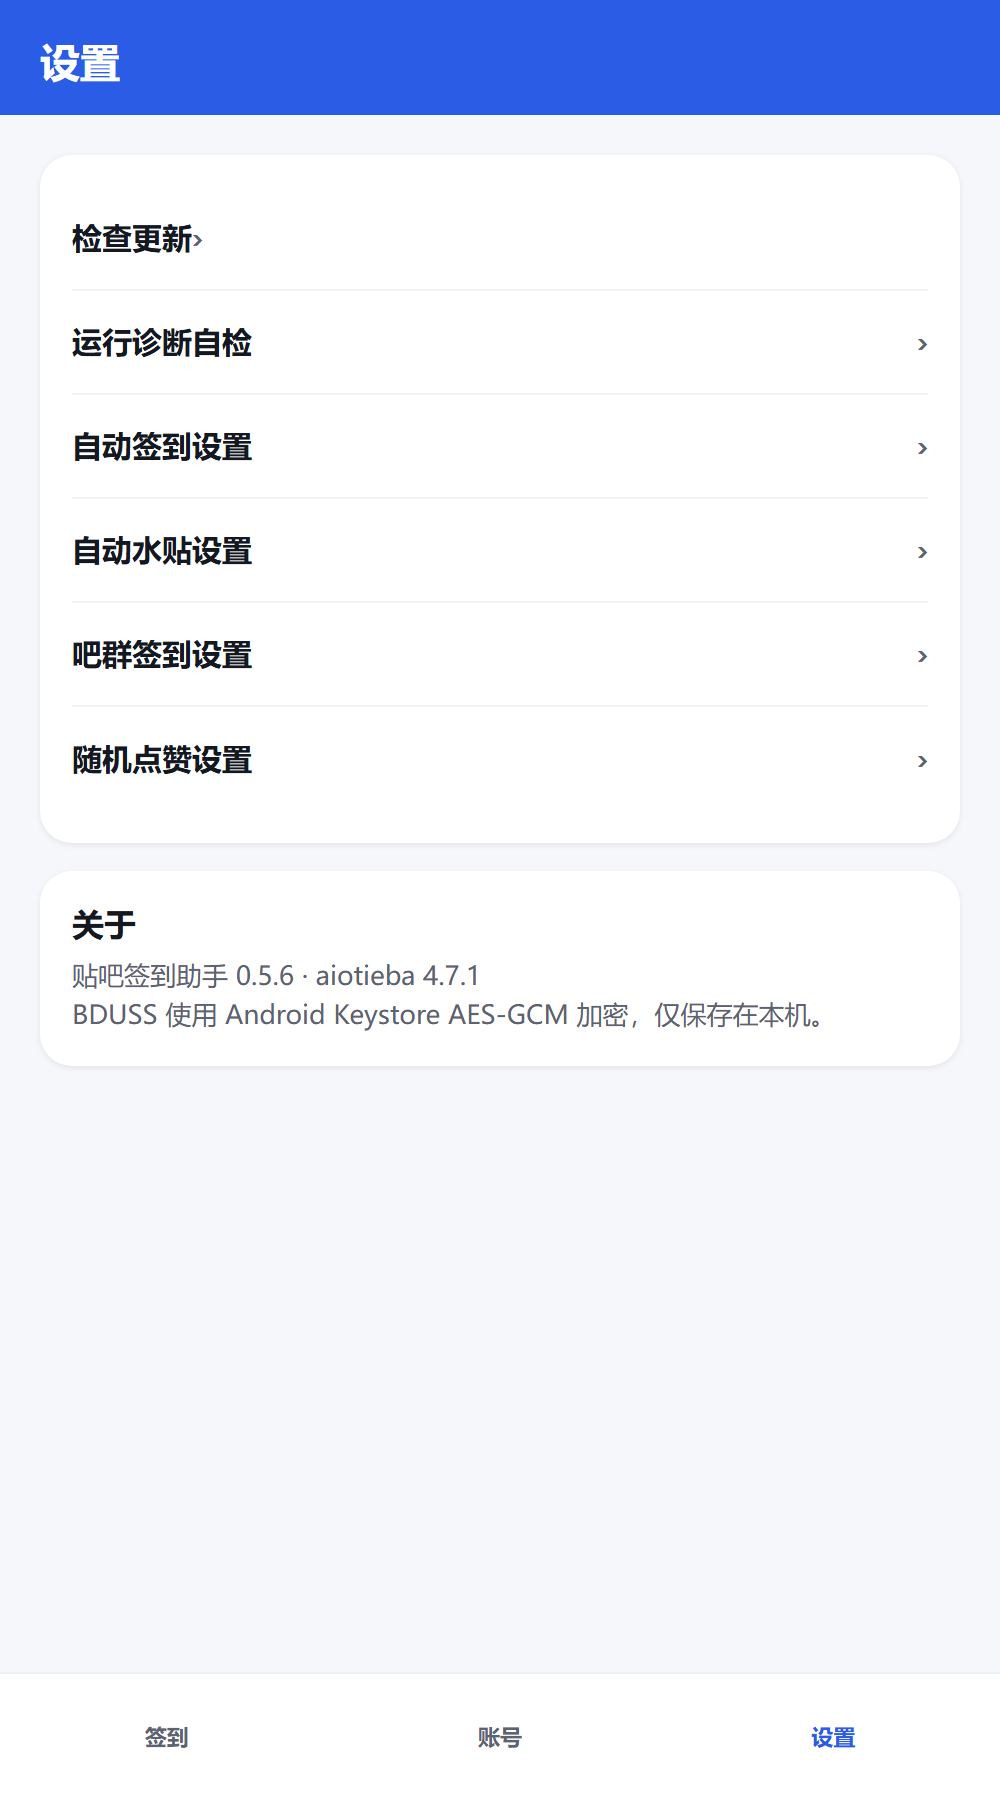 设置
检查更新›
运行诊断自检 ›
自动签到设置 ›
自动水贴设置 ›
吧群签到设置 ›
随机点赞设置 ›
关于
贴吧签到助手 0.5.6 · aiotieba 4.7.1
BDUSS 使用 Android Keystore AES-GCM 加密，仅保存在本机。
签到 账号 设置